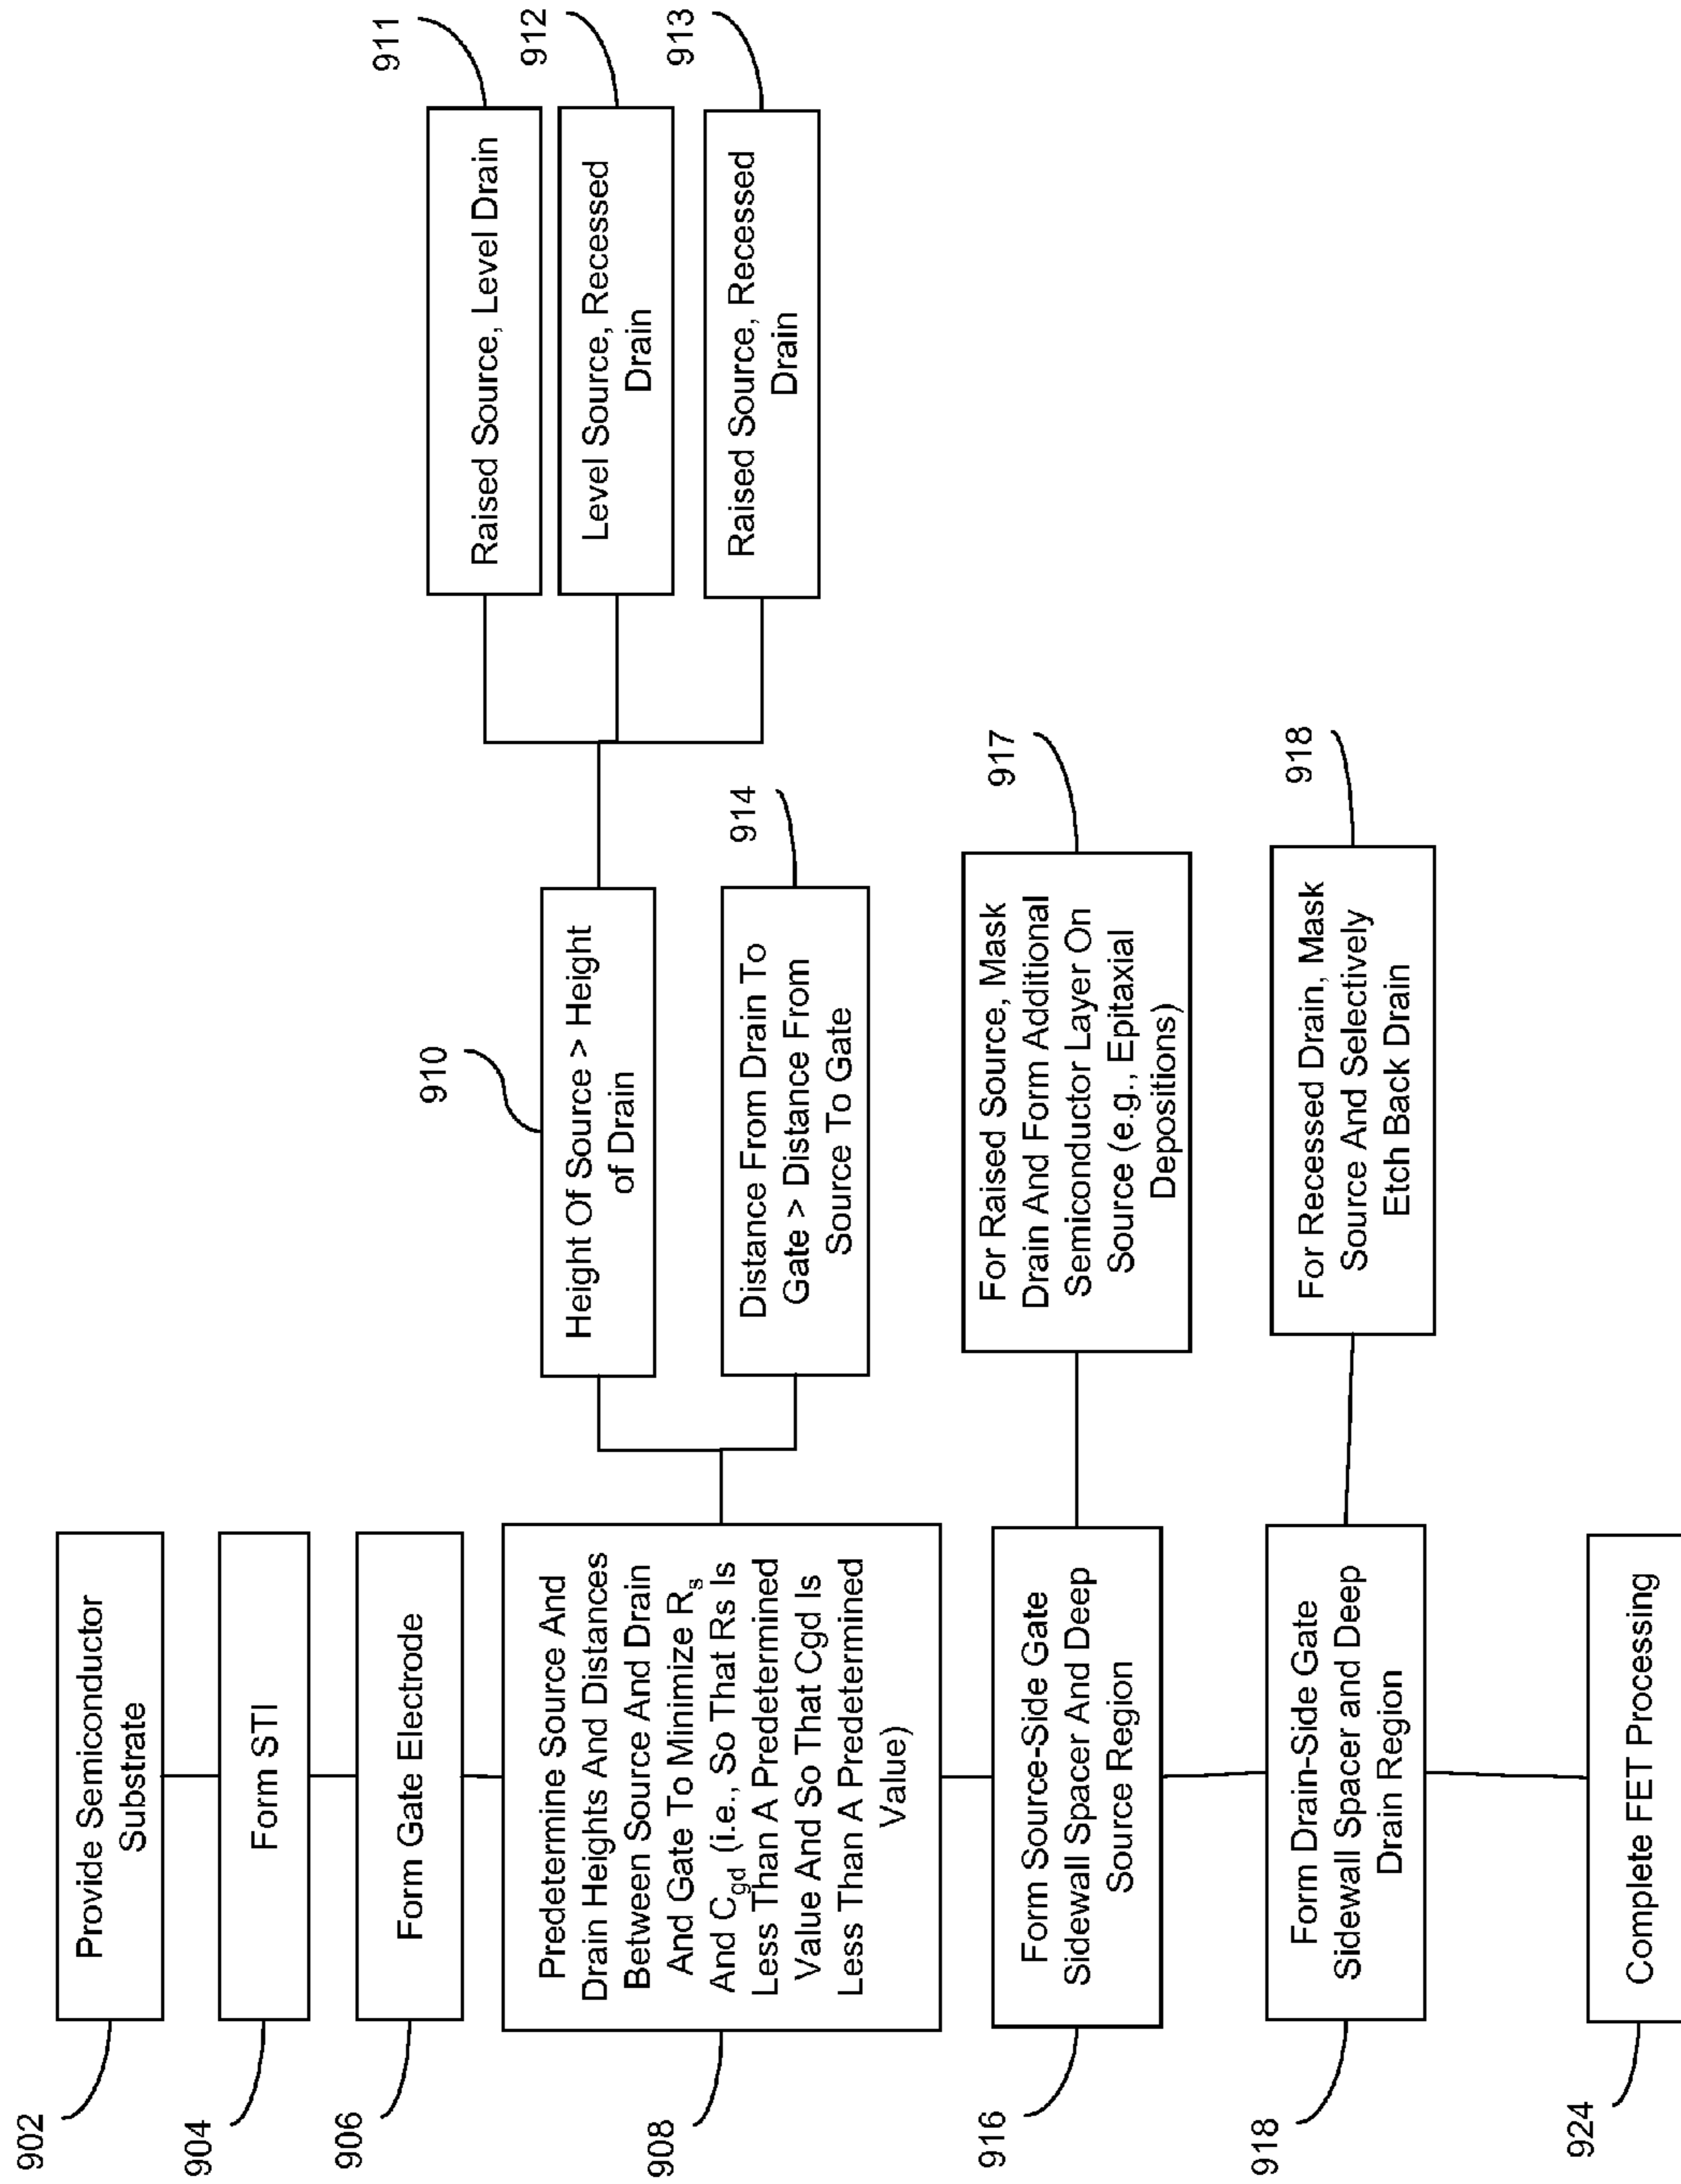 902
Provide Semiconductor
Substrate
904
Form STI
906
Form Gate Electrode
908
Predetermine Source And
Drain Heights And Distances
Between Source And Drain
And Gate To Minimize Rs
And Cgd (i.e., So That Rs Is
Less Than A Predetermined
Value And So That Cgd Is
Less Than A Predetermined
Value)
910
Height Of Source > Height
of Drain
911
Raised Source, Level Drain
912
Level Source, Recessed
Drain
913
Raised Source, Recessed
Drain
914
Distance From Drain To
Gate > Distance From
Source To Gate
916
Form Source-Side Gate
Sidewall Spacer And Deep
Source Region
917
For Raised Source, Mask
Drain And Form Additional
Semiconductor Layer On
Source (e.g., Epitaxial
Depositions)
918
Form Drain-Side Gate
Sidewall Spacer and Deep
Drain Region
918
For Recessed Drain, Mask
Source And Selectively
Etch Back Drain
924
Complete FET Processing